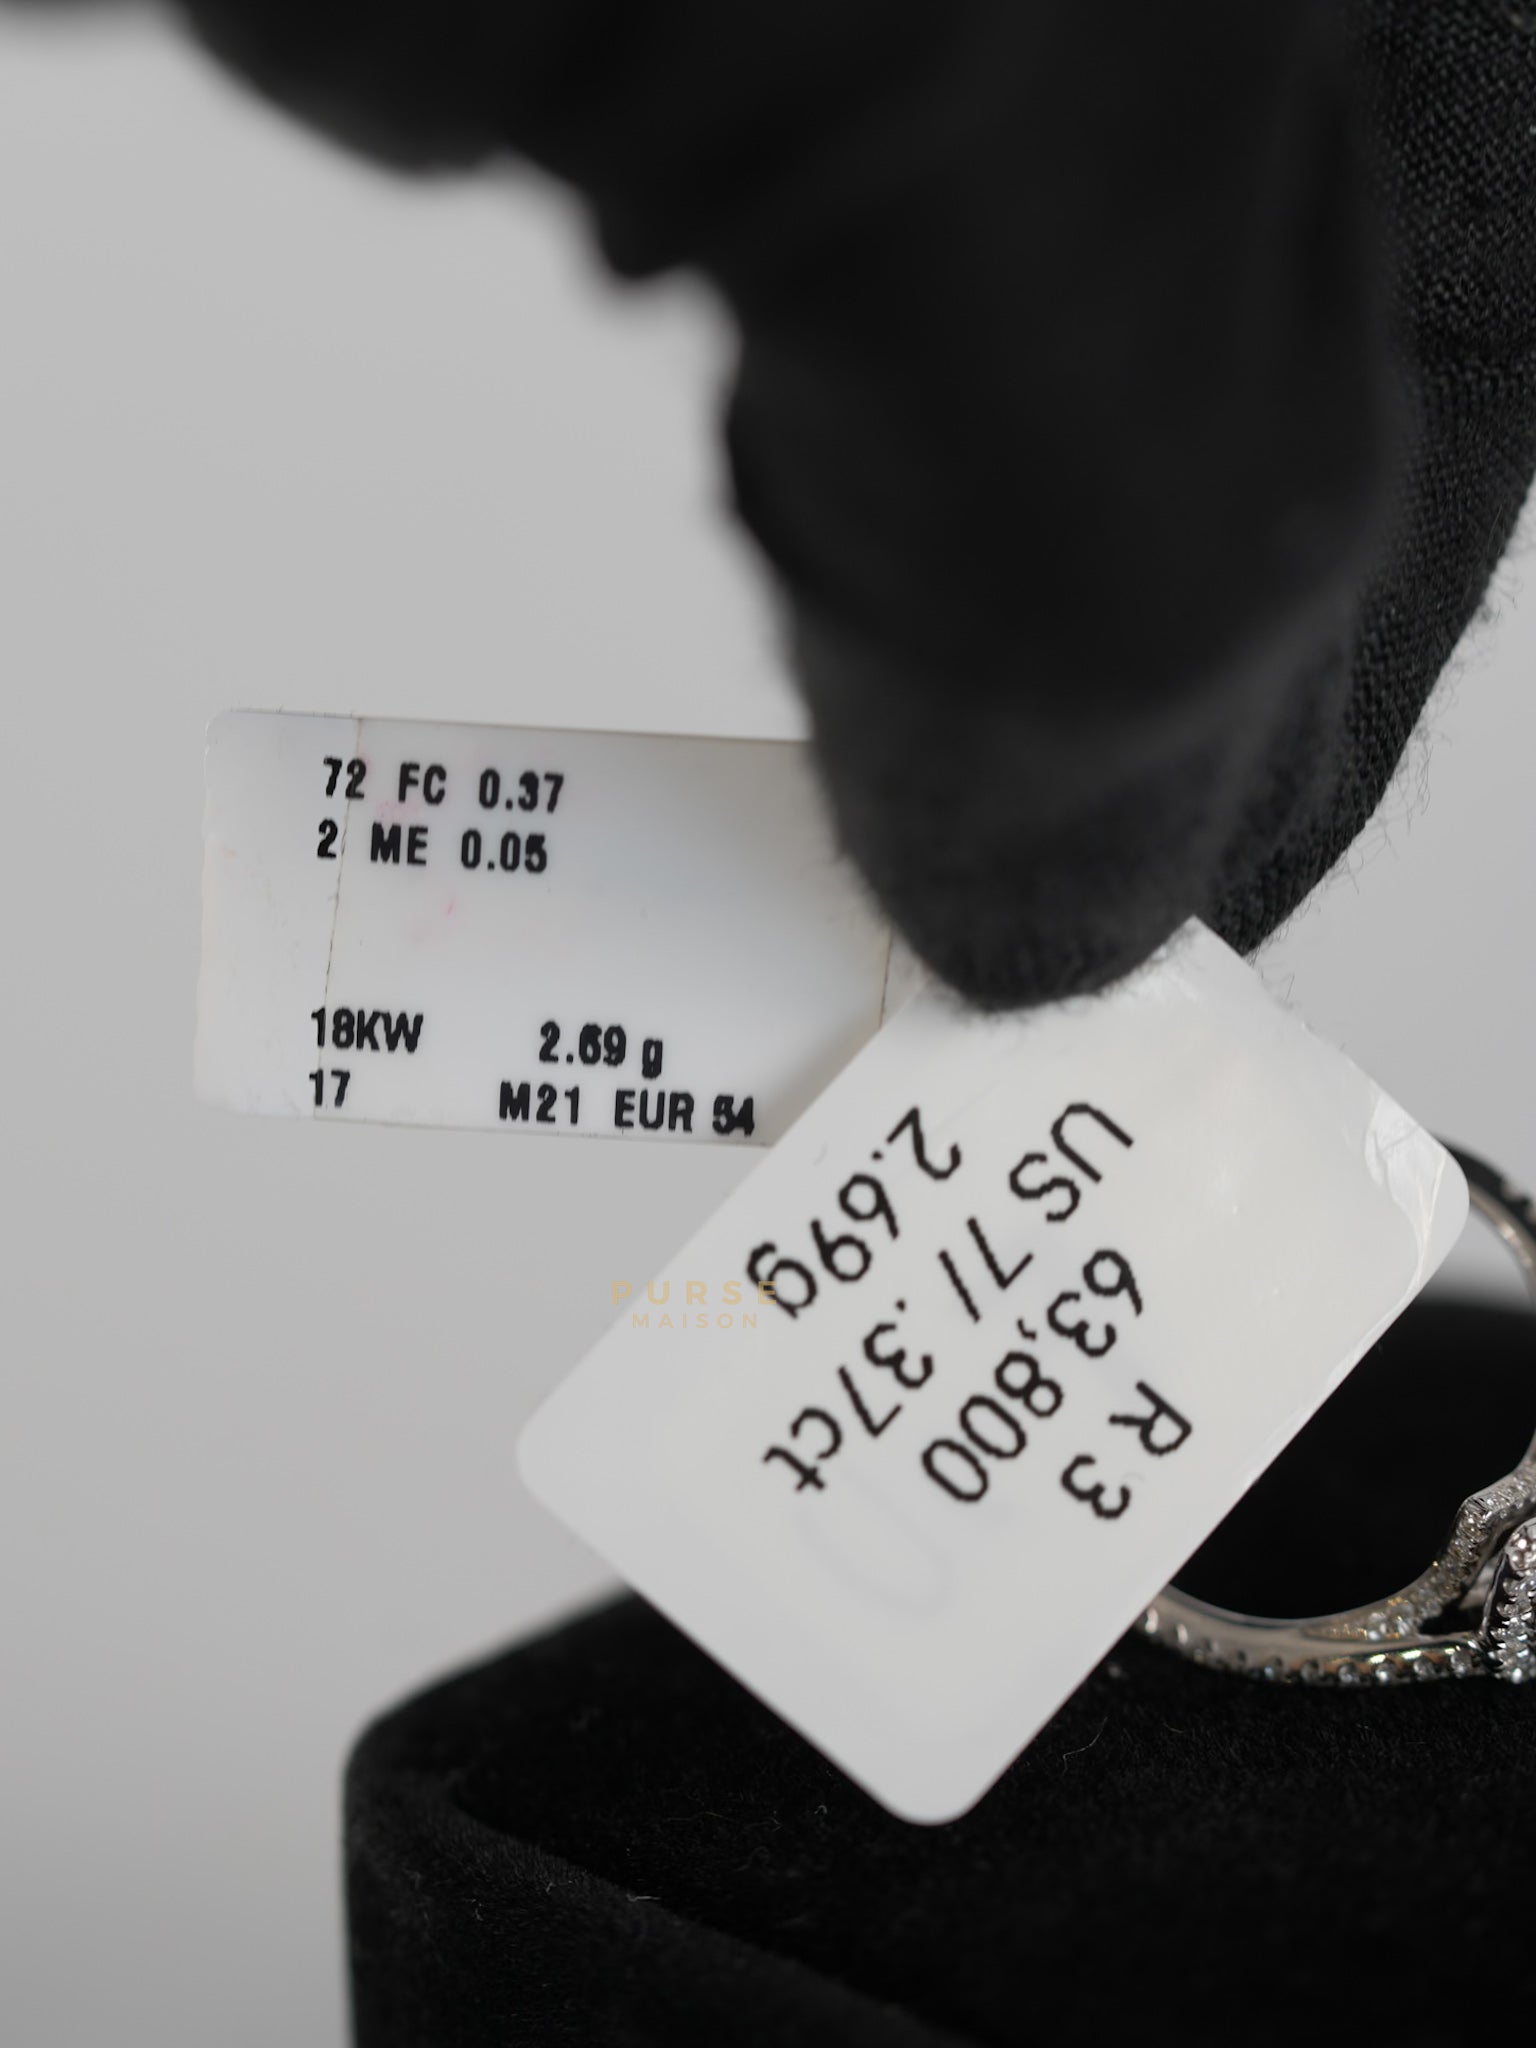 72 FC 0.37
2 ME 0.05
18KW 2.69 g
17 M21 EUR 54
R 3
63,800
US 7/ .37ct
2.69g
PURSE
MAISON